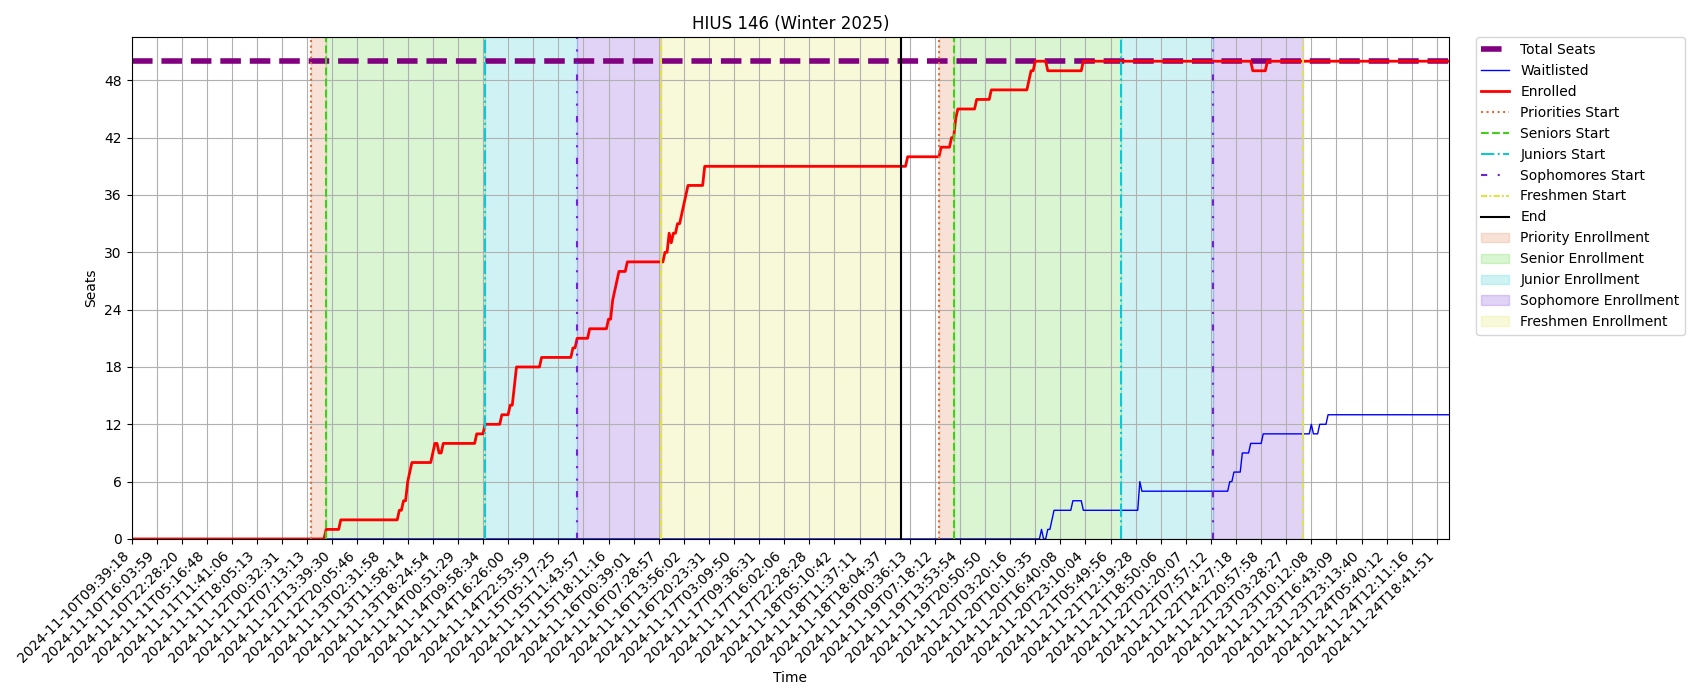 HIUS 146 (Winter 2025)
Total Seats
Waitlisted
Enrolled
Priorities Start
Seniors Start
Juniors Start
Sophomores Start
Freshmen Start
End
Priority Enrollment
Senior Enrollment
Junior Enrollment
Sophomore Enrollment
Freshmen Enrollment
Seats
48
42
36
30
24
18
12
6
0
2024-11-10T09:39:18
2024-11-10T16:03:59
2024-11-10T22:28:20
2024-11-11T05:16:48
2024-11-11T11:41:06
2024-11-11T18:05:13
2024-11-12T00:32:31
2024-11-12T07:13:13
2024-11-12T13:39:30
2024-11-12T20:05:46
2024-11-13T02:31:58
2024-11-13T11:58:14
2024-11-13T18:24:54
2024-11-14T00:51:29
2024-11-14T09:58:34
2024-11-14T16:26:00
2024-11-14T22:53:59
2024-11-15T05:17:25
2024-11-15T11:43:57
2024-11-15T18:11:16
2024-11-16T00:39:01
2024-11-16T07:28:57
2024-11-16T13:56:02
2024-11-16T20:23:31
2024-11-17T03:09:50
2024-11-17T09:36:31
2024-11-17T16:02:06
2024-11-17T22:28:28
2024-11-18T05:10:42
2024-11-18T11:37:11
2024-11-18T18:04:37
2024-11-19T00:36:13
2024-11-19T07:18:12
2024-11-19T13:53:54
2024-11-19T20:50:50
2024-11-20T03:20:16
2024-11-20T10:10:35
2024-11-20T16:40:08
2024-11-20T23:10:04
2024-11-21T05:49:56
2024-11-21T12:19:28
2024-11-21T18:50:06
2024-11-22T01:20:07
2024-11-22T07:57:12
2024-11-22T14:27:18
2024-11-22T20:57:58
2024-11-23T03:28:27
2024-11-23T10:12:08
2024-11-23T16:43:09
2024-11-23T23:13:40
2024-11-24T05:40:12
2024-11-24T12:11:16
2024-11-24T18:41:51
Time